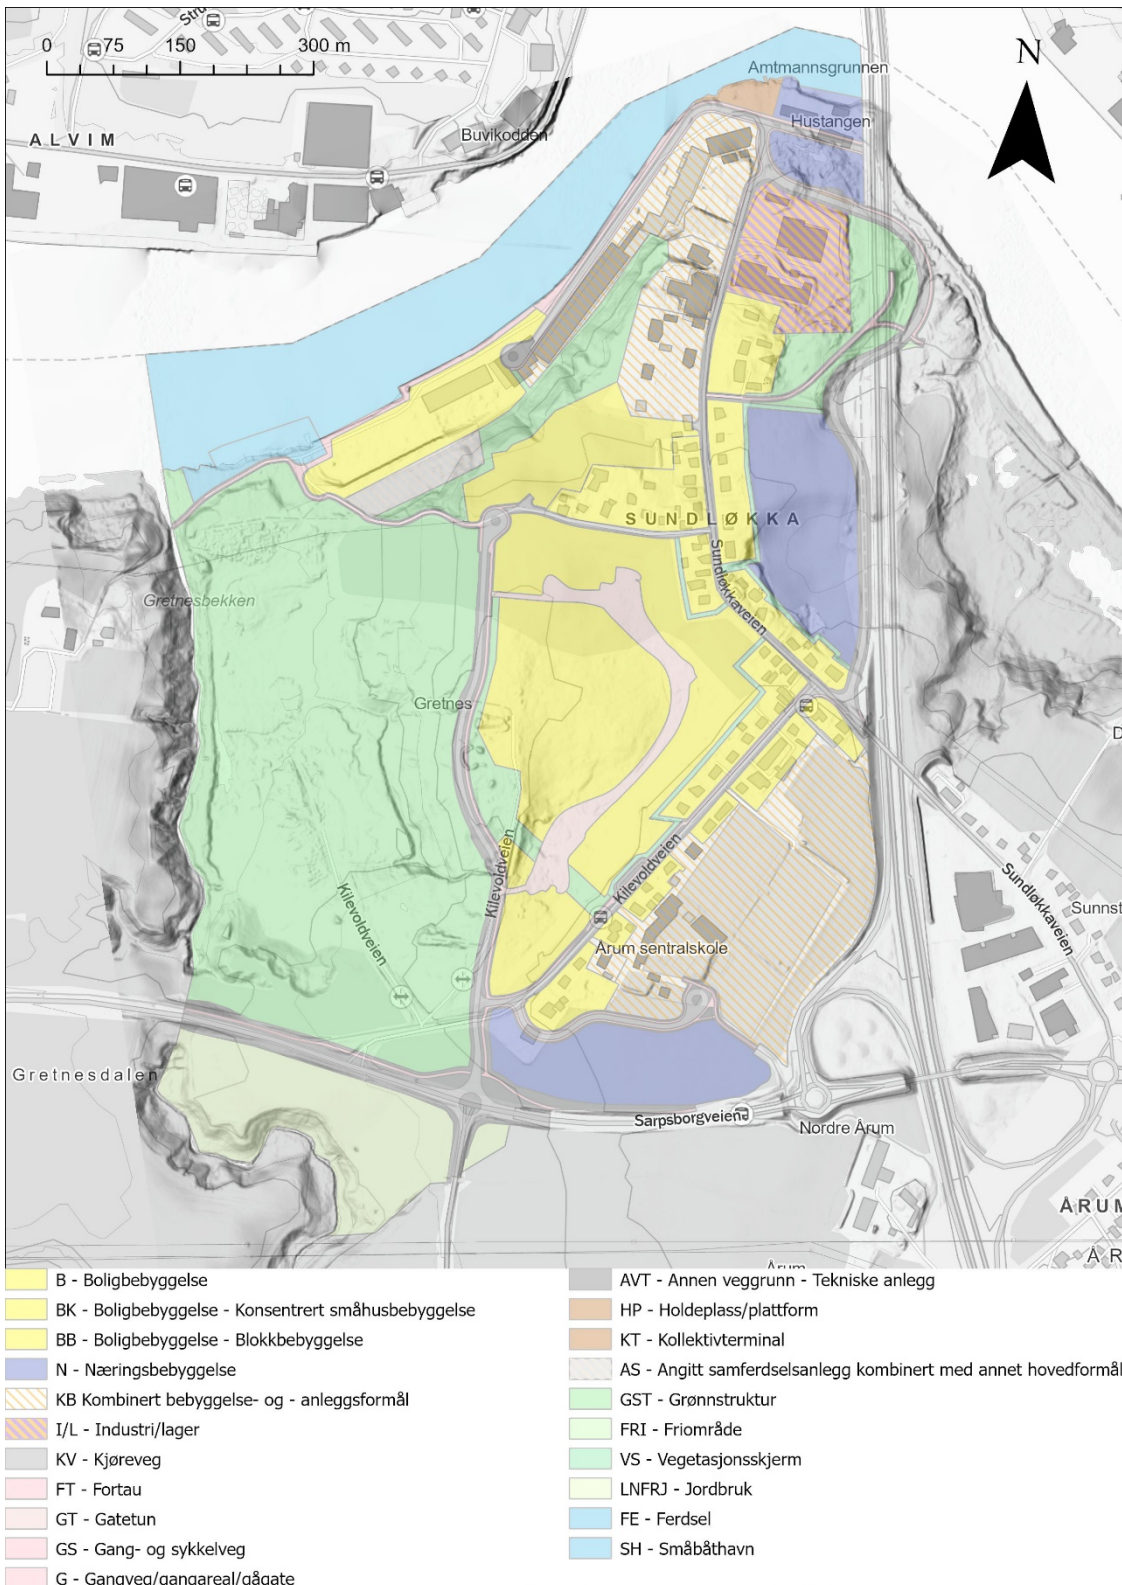 Stru
0 75 150 300 m
Amtmannsgrunnen
N
Hustangen
Buvikodden
ALVIM
SUNDLØKKA
Sundløkkaveien
Gretnesbekken
Gretnes
D
Kilevoldveien
Kilevoldveien
Kilevoldveien
Sundløkkaveien
Sunnst
Årum sentralskole
Gretnesdalen
Sarpsborgveien
Nordre Årum
ÅRUM
Å R
Årum
B - Boligbebyggelse
BK - Boligbebyggelse - Konsentrert småhusbebyggelse
BB - Boligbebyggelse - Blokkbebyggelse
N - Næringsbebyggelse
KB Kombinert bebyggelse- og - anleggsformål
I/L - Industri/lager
KV - Kjøreveg
FT - Fortau
GT - Gatetun
GS - Gang- og sykkelveg
G - Gangveg/gangareal/gågate
AVT - Annen veggrunn - Tekniske anlegg
HP - Holdeplass/plattform
KT - Kollektivterminal
AS - Angitt samferdselsanlegg kombinert med annet hovedformål
GST - Grønnstruktur
FRI - Friområde
VS - Vegetasjonsskjerm
LNFRJ - Jordbruk
FE - Ferdsel
SH - Småbåthavn